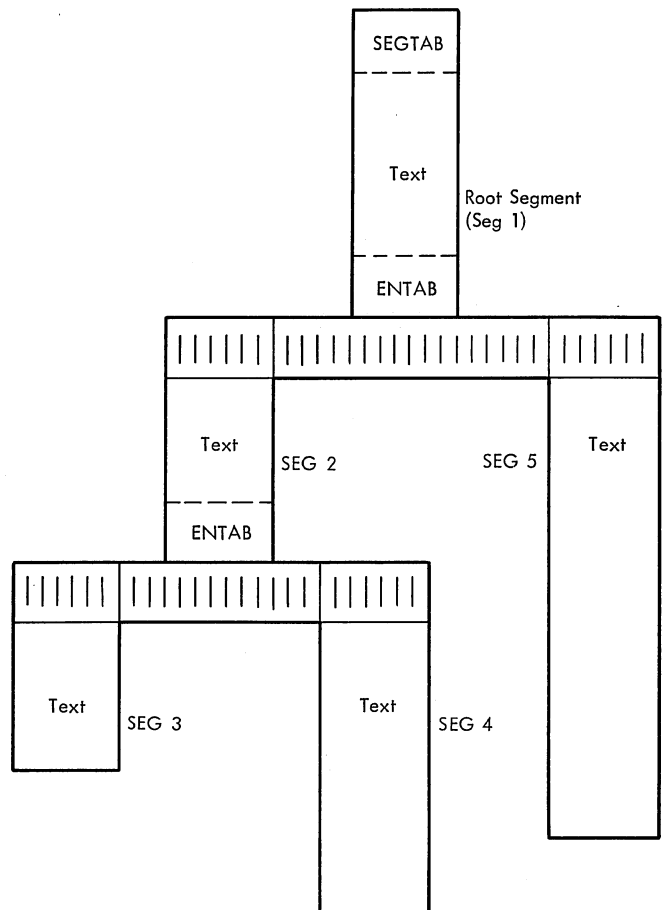 SEGTAB
Text
Root Segment
(Seg 1)
ENTAB
Text
SEG 2
SEG 5
Text
ENTAB
Text
SEG 3
Text
SEG 4